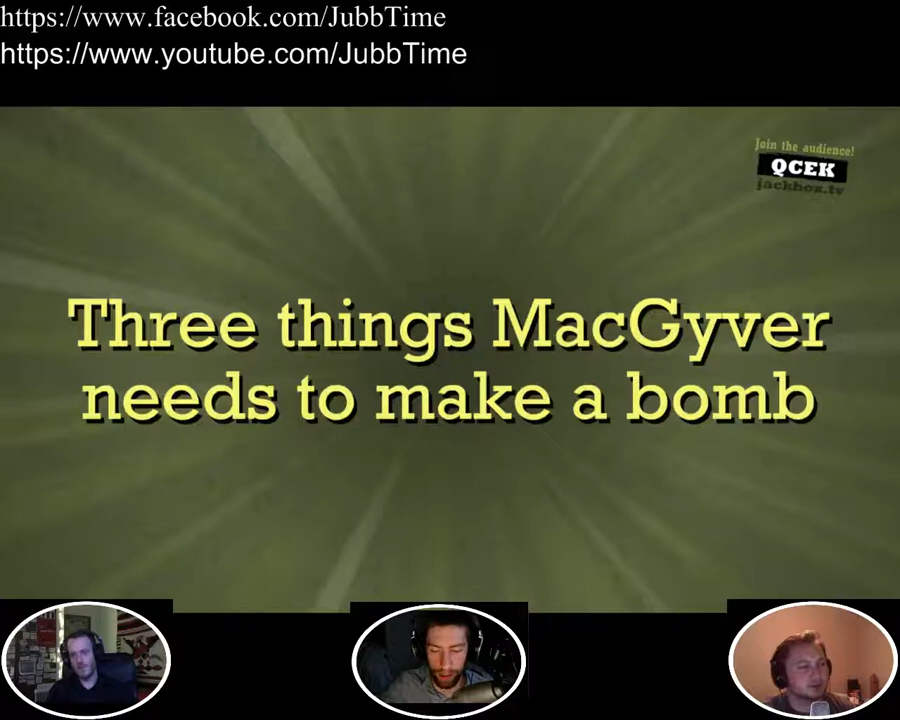 https://www.facebook.com/JubbTime
https://www.youtube.com/JubbTime
Join the audience!
QCEK
jackbox.tv
Three things MacGyver
needs to make a bomb